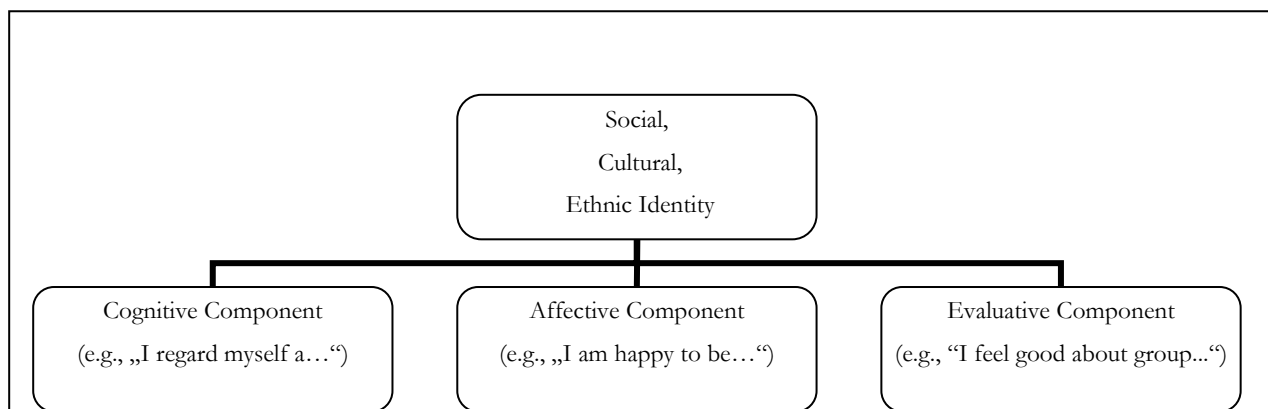 Social,
Cultural,
Ethnic Identity
Cognitive Component
(e.g., „I regard myself a…“)
Affective Component
(e.g., „I am happy to be…“)
Evaluative Component
(e.g., “I feel good about group...“)